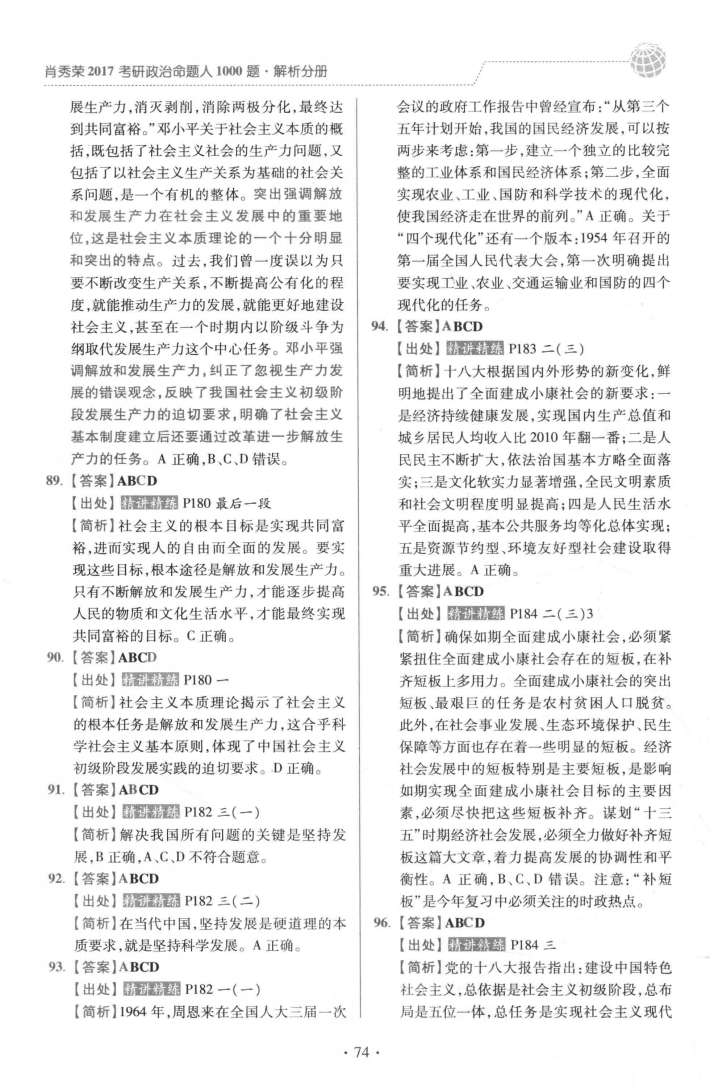 肖秀荣2017考研政治命题人1000题·解析分册
展生产力,消灭剥削,消除两极分化,最终达
到共同富裕。”邓小平关于社会主义本质的概
括,既包括了社会主义社会的生产力问题,又
包括了以社会主义生产关系为基础的社会关
系问题,是一个有机的整体。突出强调解放
和发展生产力在社会主义发展中的重要地
位,这是社会主义本质理论的一个十分明显
和突出的特点。过去,我们曾一度误以为只
要不断改变生产关系,不断提高公有化的程
度,就能推动生产力的发展,就能更好地建设
社会主义,甚至在一个时期内以阶级斗争为
纲取代发展生产力这个中心任务。邓小平强
调解放和发展生产力,纠正了忽视生产力发
展的错误观念,反映了我国社会主义初级阶
段发展生产力的迫切要求,明确了社会主义
基本制度建立后还要通过改革进一步解放生
产力的任务。A正确,B、C、D错误。
89.【答案】ABCD
【出处】精讲精练 P180 最后一段
【简析】社会主义的根本目标是实现共同富
裕,进而实现人的自由而全面的发展。要实
现这些目标,根本途径是解放和发展生产力。
只有不断解放和发展生产力,才能逐步提高
人民的物质和文化生活水平,才能最终实现
共同富裕的目标。C正确。
90.【答案】ABCD
【出处】精讲精练 P180 一
【简析】社会主义本质理论揭示了社会主义
的根本任务是解放和发展生产力,这合乎科
学社会主义基本原则,体现了中国社会主义
初级阶段发展实践的迫切要求。D正确。
91.【答案】ABCD
【出处】精讲精练 P182 三(一)
【简析】解决我国所有问题的关键是坚持发
展,B正确,A、C、D不符合题意。
92.【答案】ABCD
【出处】精讲精练 P182 三(二)
【简析】在当代中国,坚持发展是硬道理的本
质要求,就是坚持科学发展。A正确。
93.【答案】ABCD
【出处】精讲精练 P182 一(一)
【简析】1964年,周恩来在全国人大三届一次
会议的政府工作报告中曾经宣布:“从第三个
五年计划开始,我国的国民经济发展,可以按
两步来考虑:第一步,建立一个独立的比较完
整的工业体系和国民经济体系;第二步,全面
实现农业、工业、国防和科学技术的现代化,
使我国经济走在世界的前列。”A正确。关于
“四个现代化”还有一个版本:1954年召开的
第一届全国人民代表大会,第一次明确提出
要实现工业、农业、交通运输业和国防的四个
现代化的任务。
94.【答案】ABCD
【出处】精讲精练 P183 二(三)
【简析】十八大根据国内外形势的新变化,鲜
明地提出了全面建成小康社会的新要求:一
是经济持续健康发展,实现国内生产总值和
城乡居民人均收入比2010年翻一番;二是人
民民主不断扩大,依法治国基本方略全面落
实;三是文化软实力显著增强,全民文明素质
和社会文明程度明显提高;四是人民生活水
平全面提高,基本公共服务均等化总体实现;
五是资源节约型、环境友好型社会建设取得
重大进展。A正确。
95.【答案】ABCD
【出处】精讲精练 P184 二(三)3
【简析】确保如期全面建成小康社会,必须紧
紧扭住全面建成小康社会存在的短板,在补
齐短板上多用力。全面建成小康社会的突出
短板、最艰巨的任务是农村贫困人口脱贫。
此外,在社会事业发展、生态环境保护、民生
保障等方面也存在着一些明显的短板。经济
社会发展中的短板特别是主要短板,是影响
如期实现全面建成小康社会目标的主要因
素,必须尽快把这些短板补齐。谋划“十三
五”时期经济社会发展,必须全力做好补齐短
板这篇大文章,着力提高发展的协调性和平
衡性。A正确,B、C、D错误。注意:“补短
板”是今年复习中必须关注的时政热点。
96.【答案】ABCD
【出处】精讲精练 P184 三
【简析】党的十八大报告指出:建设中国特色
社会主义,总依据是社会主义初级阶段,总布
局是五位一体,总任务是实现社会主义现代
·74·